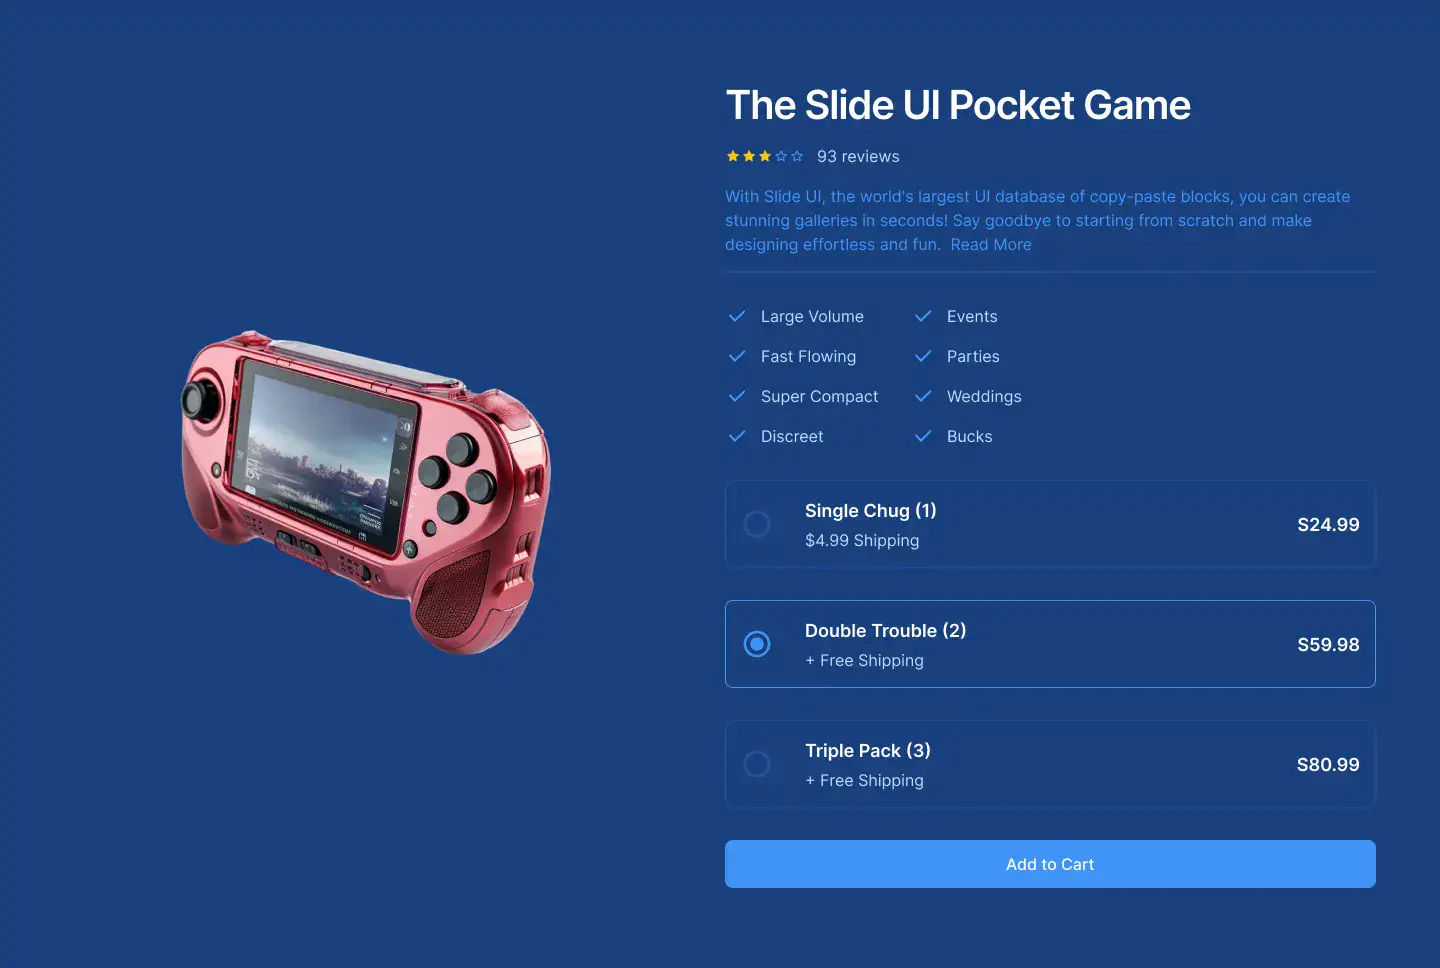 The Slide UI Pocket Game
93 reviews
With Slide UI, the world's largest UI database of copy-paste blocks, you can create
stunning galleries in seconds! Say goodbye to starting from scratch and make
designing effortless and fun. Read More
Large Volume
Events
Fast Flowing
Parties
Super Compact
Weddings
Discreet
Bucks
Single Chug (1)
$4.99 Shipping
S24.99
Double Trouble (2)
+ Free Shipping
S59.98
Triple Pack (3)
+ Free Shipping
S80.99
Add to Cart